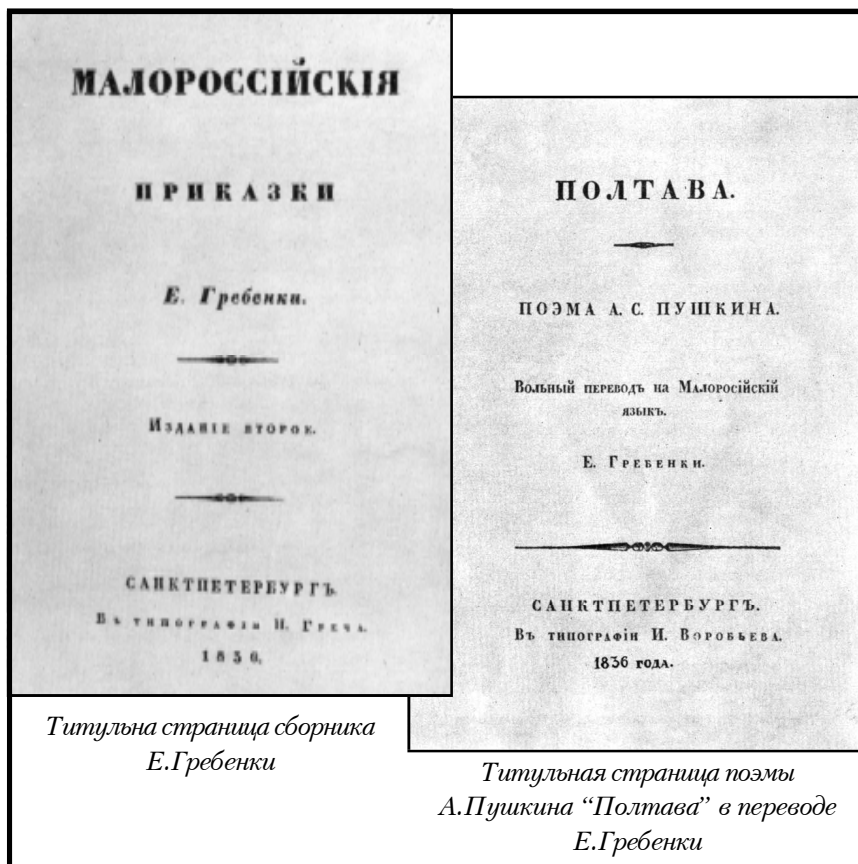 МАЛОРОССІЙСКІЯ
ПРИКАЗКИ
Е. Гребенки.
Изданіе второе.
САНКТПЕТЕРБУРГЪ.
Въ типографіи Н. Греча.
1836.
Титульна страница сборника
Е.Гребенки
ПОЛТАВА.
ПОЭМА А. С. ПУШКИНА.
Вольный переводъ на Малоросійскій
языкъ.
Е. Гребенки.
САНКТПЕТЕРБУРГЪ.
Въ типографіи И. Воробьева.
1836 года.
Титульная страница поэмы
А.Пушкина “Полтава” в переводе
Е.Гребенки